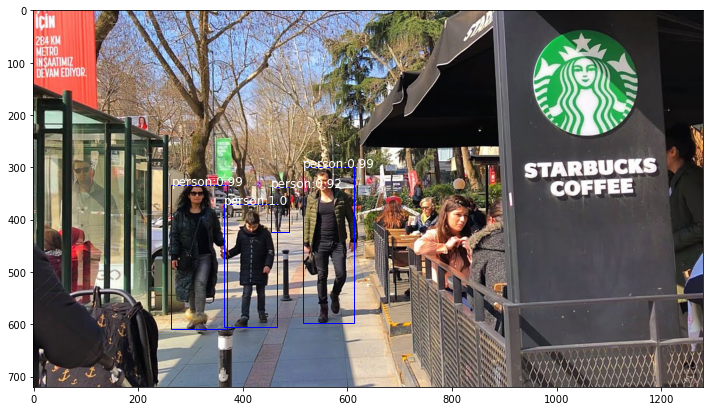 0
100
200
300
400
500
600
700
İÇİN
284 KM
METRO
İNŞAATIMIZ
DEVAM EDİYOR.
STAR
person:0.99
person:0.99
person:0.92
person:1.0
STARBUCKS
COFFEE
0
200
400
600
800
1000
1200